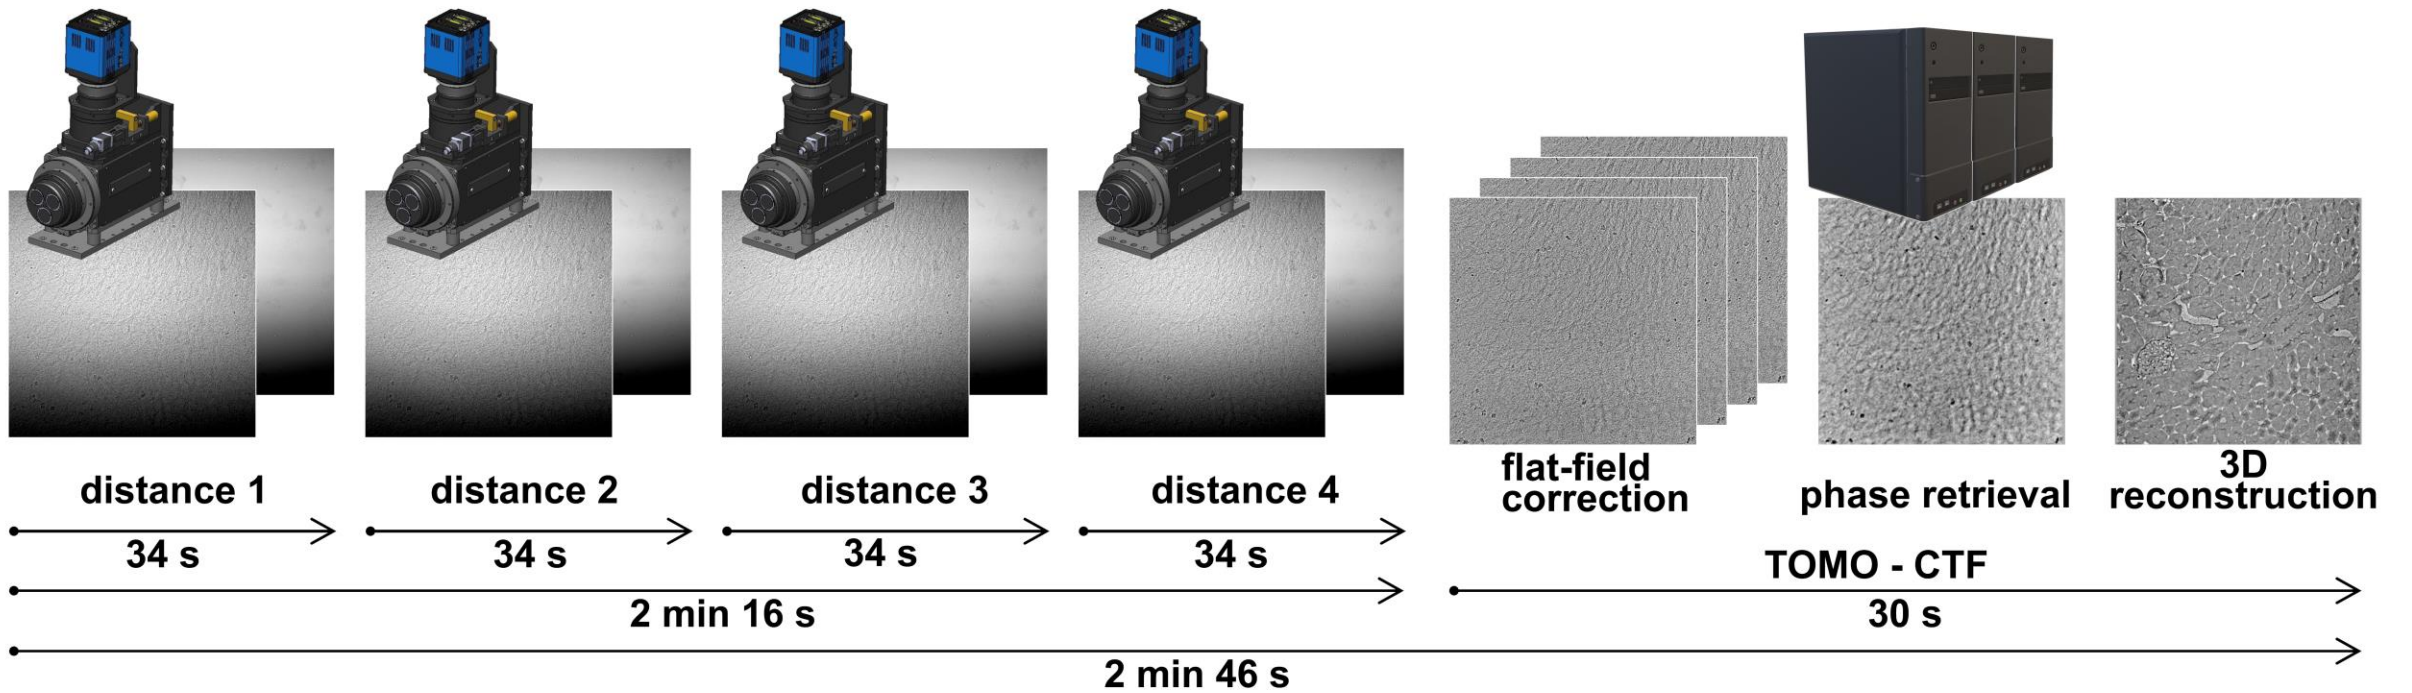 distance 1
distance 2
distance 3
distance 4
flat-field
correction
phase retrieval
3D
reconstruction
34 s
34 s
34 s
34 s
TOMO - CTF
2 min 16 s
30 s
2 min 46 s